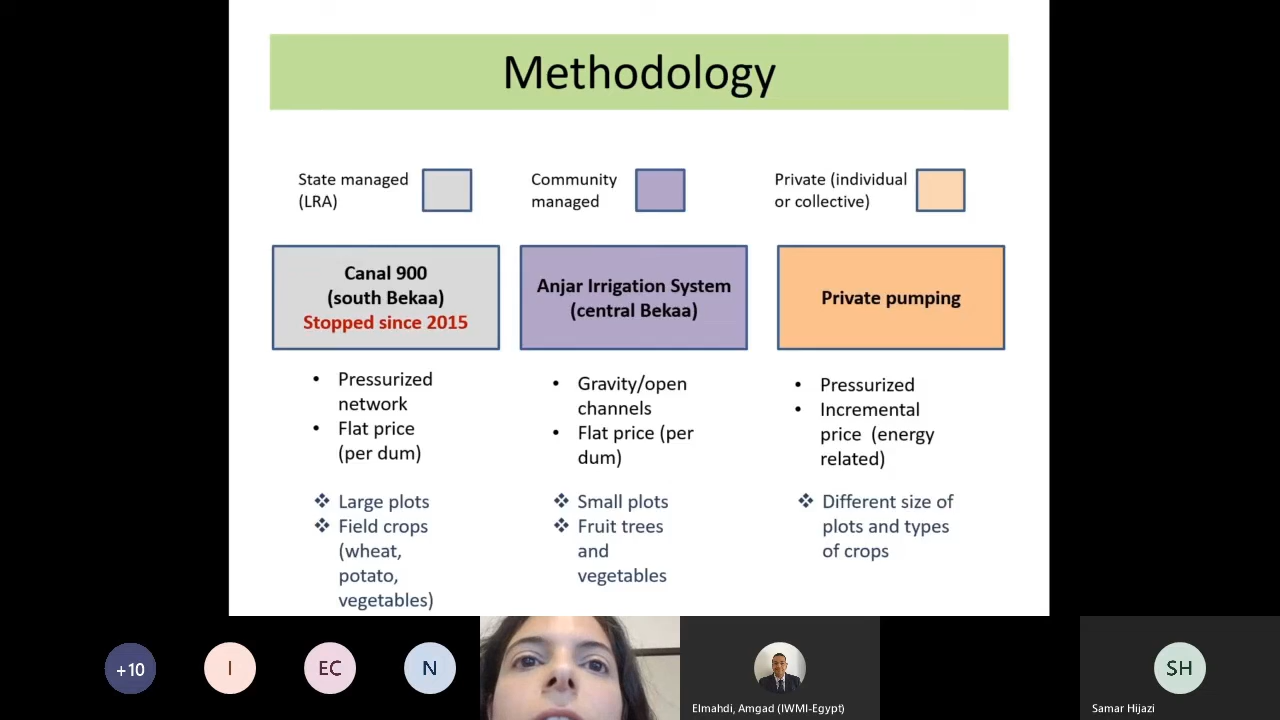 Methodology
State managed
(LRA)
Community
managed
Private (individual
or collective)
Canal 900
(south Bekaa)
Stopped since 2015
Anjar Irrigation System
(central Bekaa)
Private pumping
• Pressurized
network
• Flat price
(per dum)
❖ Large plots
❖ Field crops
(wheat,
potato,
vegetables)
• Gravity/open
channels
• Flat price (per
dum)
❖ Small plots
❖ Fruit trees
and
vegetables
• Pressurized
• Incremental
price (energy
related)
❖ Different size of
plots and types
of crops
+10
I
EC
N
Elmahdi, Amgad (IWMI-Egypt)
SH
Samar Hijazi